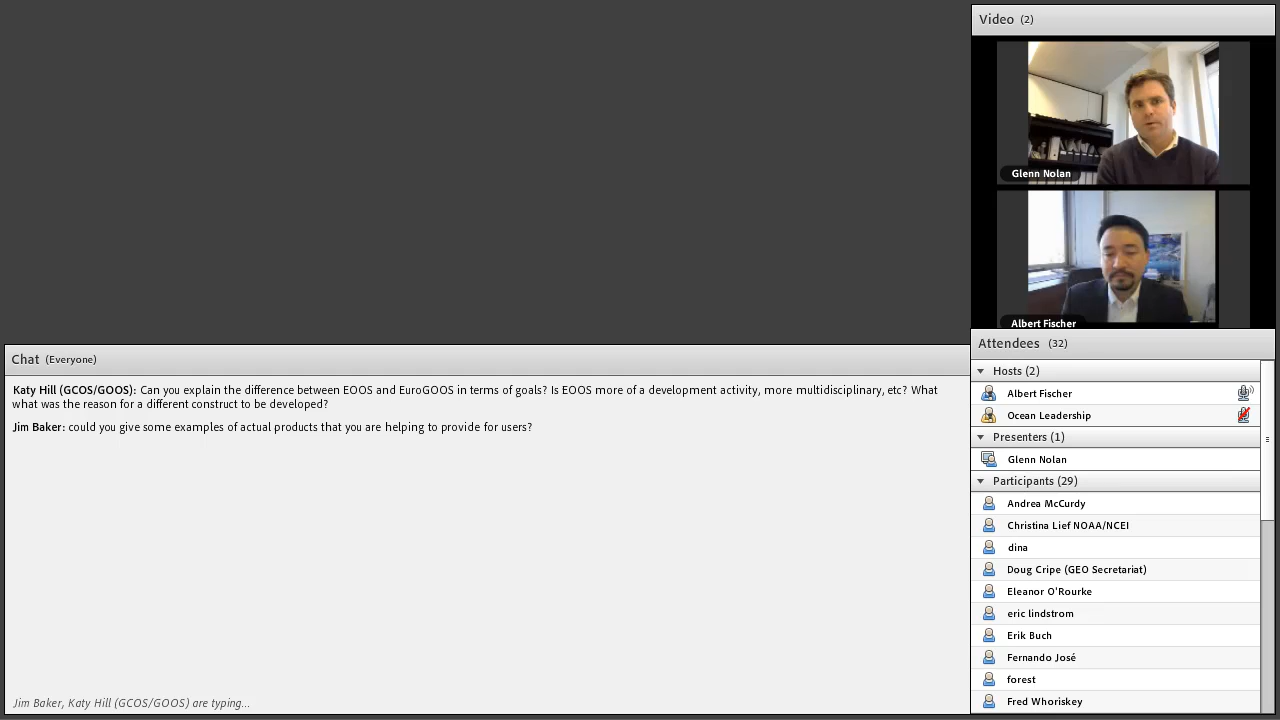 Video (2)
Glenn Nolan
Albert Fischer
Attendees (32)
Hosts (2)
Albert Fischer
Ocean Leadership
Presenters (1)
Glenn Nolan
Participants (29)
Andrea McCurdy
Christina Lief NOAA/NCEI
dina
Doug Cripe (GEO Secretariat)
Eleanor O'Rourke
eric lindstrom
Erik Buch
Fernando José
forest
Fred Whoriskey
Chat (Everyone)
Katy Hill (GCOS/GOOS): Can you explain the difference between EOOS and EuroGOOS in terms of goals? Is EOOS more of a development activity, more multidisciplinary, etc? What
what was the reason for a different construct to be developed?
Jim Baker: could you give some examples of actual products that you are helping to provide for users?
Jim Baker, Katy Hill (GCOS/GOOS) are typing...